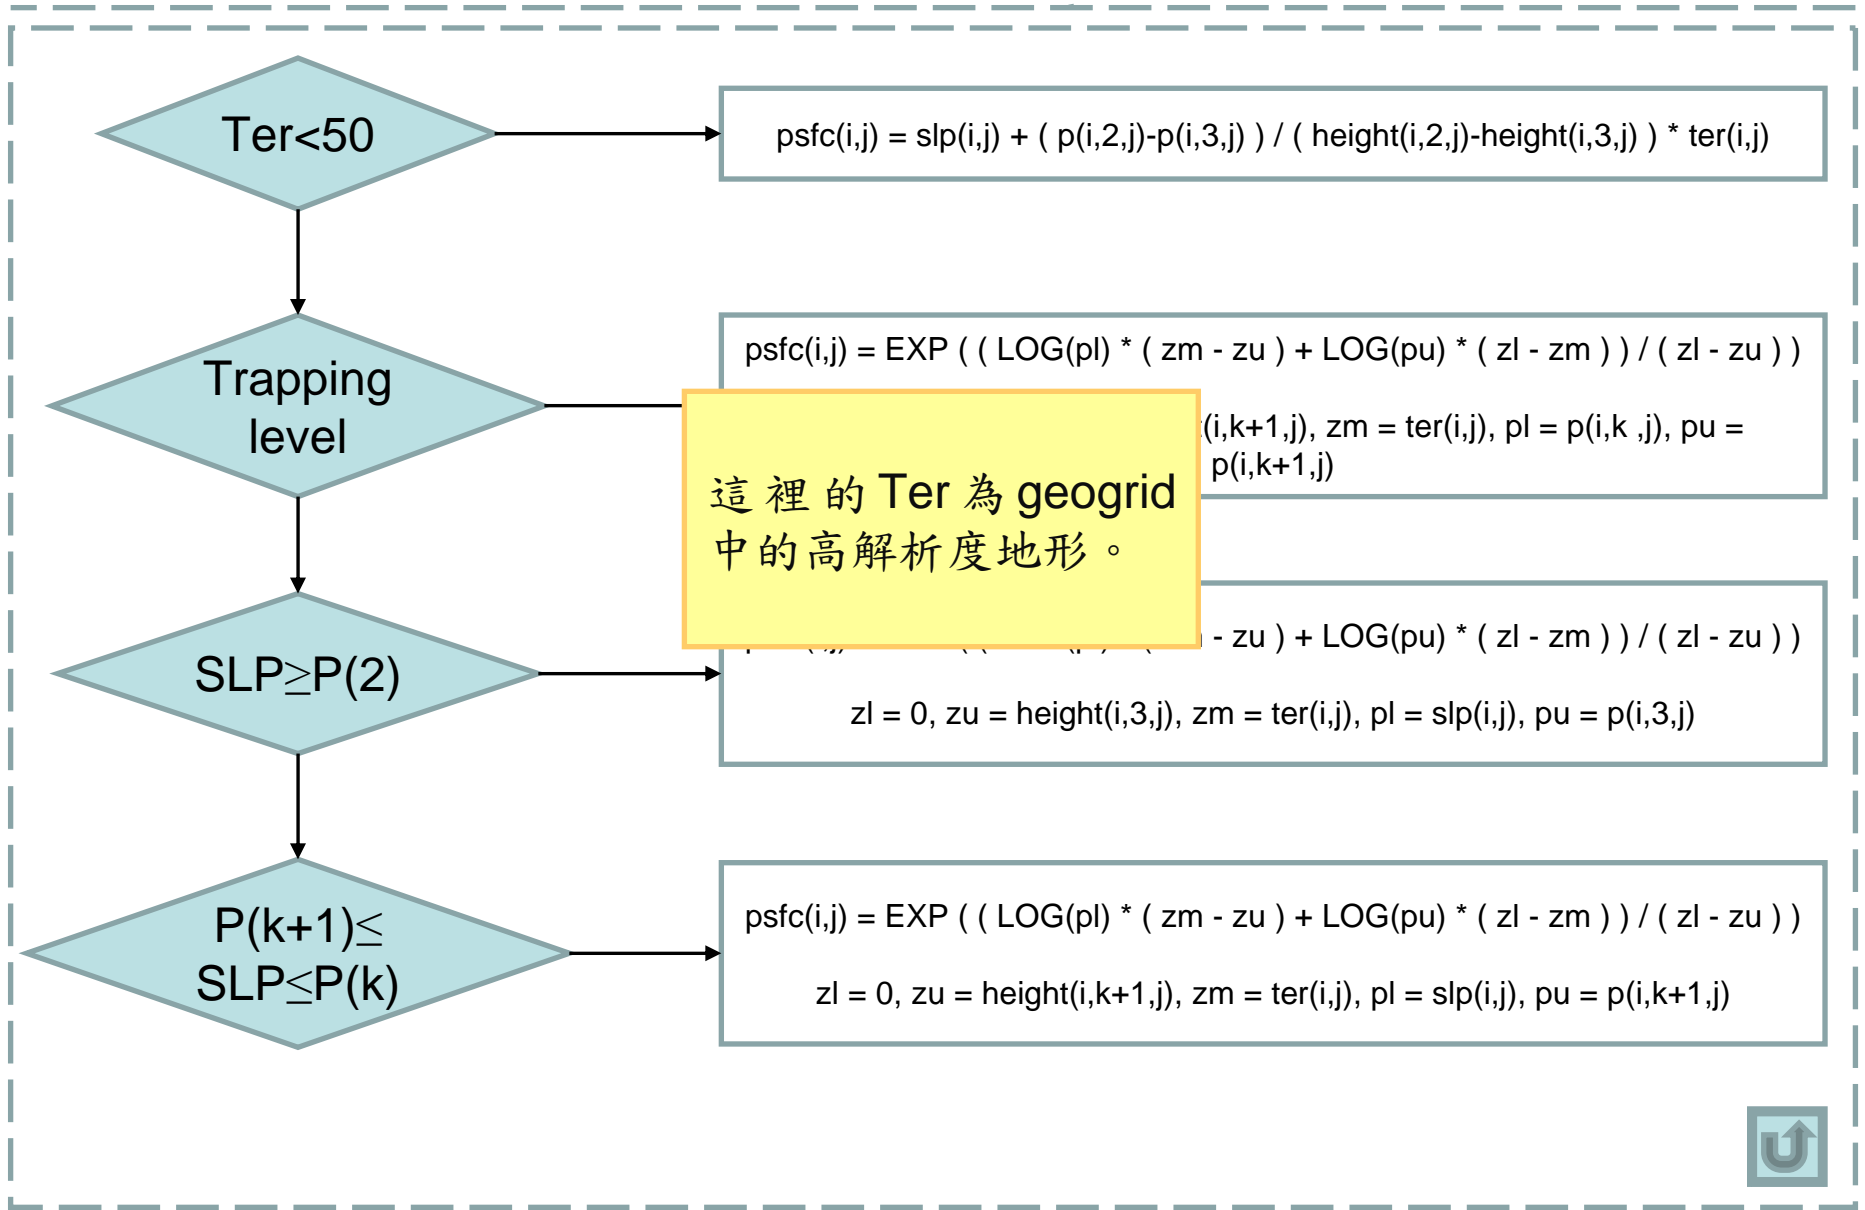 Ter<50
psfc(i,j) = slp(i,j) + ( p(i,2,j)-p(i,3,j) ) / ( height(i,2,j)-height(i,3,j) ) * ter(i,j)
Trapping
level
psfc(i,j) = EXP ( ( LOG(pl) * ( zm - zu ) + LOG(pu) * ( zl - zm ) ) / ( zl - zu ) )
(i,k+1,j), zm = ter(i,j), pl = p(i,k ,j), pu =
p(i,k+1,j)
這裡的Ter為geogrid
中的高解析度地形。
SLP≥P(2)
- zu ) + LOG(pu) * ( zl - zm ) ) / ( zl - zu ) )
zl = 0, zu = height(i,3,j), zm = ter(i,j), pl = slp(i,j), pu = p(i,3,j)
P(k+1)≤
SLP≤P(k)
psfc(i,j) = EXP ( ( LOG(pl) * ( zm - zu ) + LOG(pu) * ( zl - zm ) ) / ( zl - zu ) )
zl = 0, zu = height(i,k+1,j), zm = ter(i,j), pl = slp(i,j), pu = p(i,k+1,j)